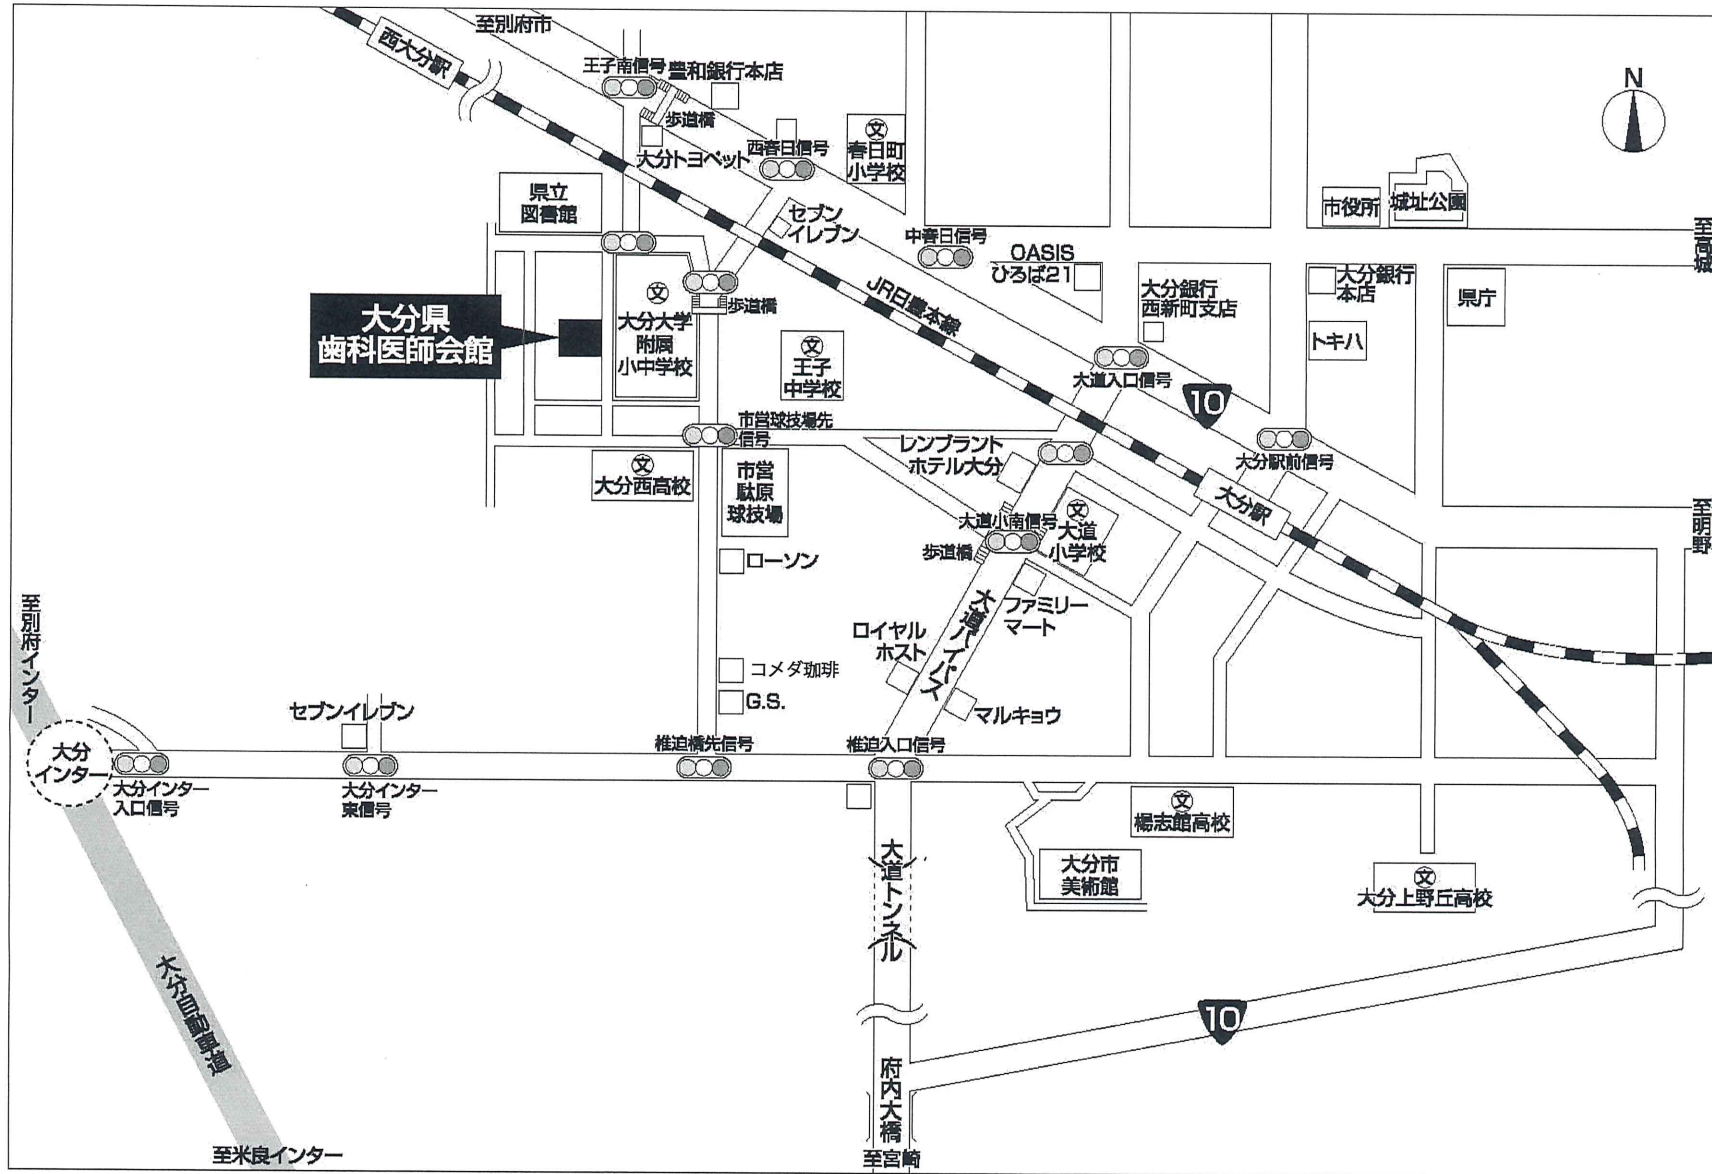 至別府市
西大分駅
王子南信号
豊和銀行本店
歩道橋
大分トヨペット
西春日信号
文
春日町
小学校
N
県立
図書館
セブン
イレブン
中春日信号
OASIS
ひろば21
市役所
城址公園
至高城
大分銀行
西新町支店
大分銀行
本店
県庁
トキハ
JR日豊本線
大分県
歯科医師会館
文
大分大学
附属
小中学校
歩道橋
文
王子
中学校
大道入口信号
10
市営球技場先
信号
レンブラント
ホテル大分
大分駅前信号
大分駅
文
大分西高校
市営
駄原
球技場
大道小南信号
歩道橋
文
大道
小学校
至明野
ローソン
ファミリー
マート
大道バイパス
ロイヤル
ホスト
コメダ珈琲
G.S.
マルキョウ
至別府インター
セブンイレブン
大分
インター
大分インター
入口信号
大分インター
東信号
椎迫橋先信号
椎迫入口信号
文
楊志館高校
大分市
美術館
文
大分上野丘高校
大道トンネル
大分自動車道
10
府内大橋
至米良インター
至宮崎